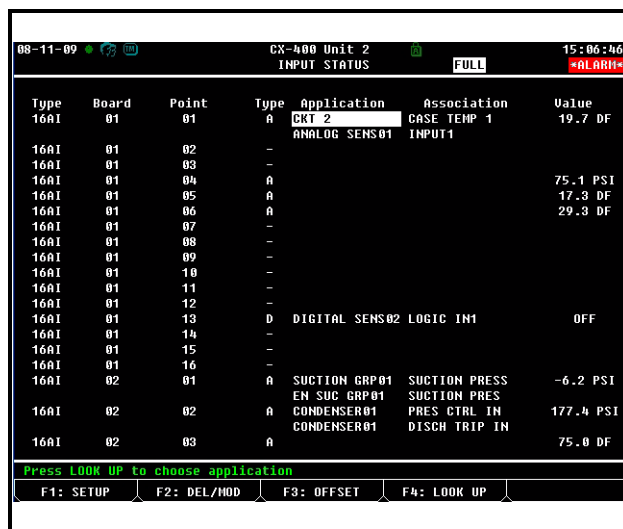 08-11-09 TM CX-400 Unit 2 15:06:46
INPUT STATUS FULL *ALARM*
Type Board Point Type Application Association Value
16AI 01 01 A CKT 2 CASE TEMP 1 19.7 DF
ANALOG SENS01 INPUT1
16AI 01 02 -
16AI 01 03 -
16AI 01 04 A 75.1 PSI
16AI 01 05 A 17.3 DF
16AI 01 06 A 29.3 DF
16AI 01 07 -
16AI 01 08 -
16AI 01 09 -
16AI 01 10 -
16AI 01 11 -
16AI 01 12 -
16AI 01 13 D DIGITAL SENS02 LOGIC IN1 OFF
16AI 01 14 -
16AI 01 15 -
16AI 01 16 -
16AI 02 01 A SUCTION GRP01 SUCTION PRESS -6.2 PSI
EN SUC GRP01 SUCTION PRES
16AI 02 02 A CONDENSER01 PRES CTRL IN 177.4 PSI
CONDENSER01 DISCH TRIP IN
16AI 02 03 A 75.0 DF
Press LOOK UP to choose application
F1: SETUP F2: DEL/MOD F3: OFFSET F4: LOOK UP